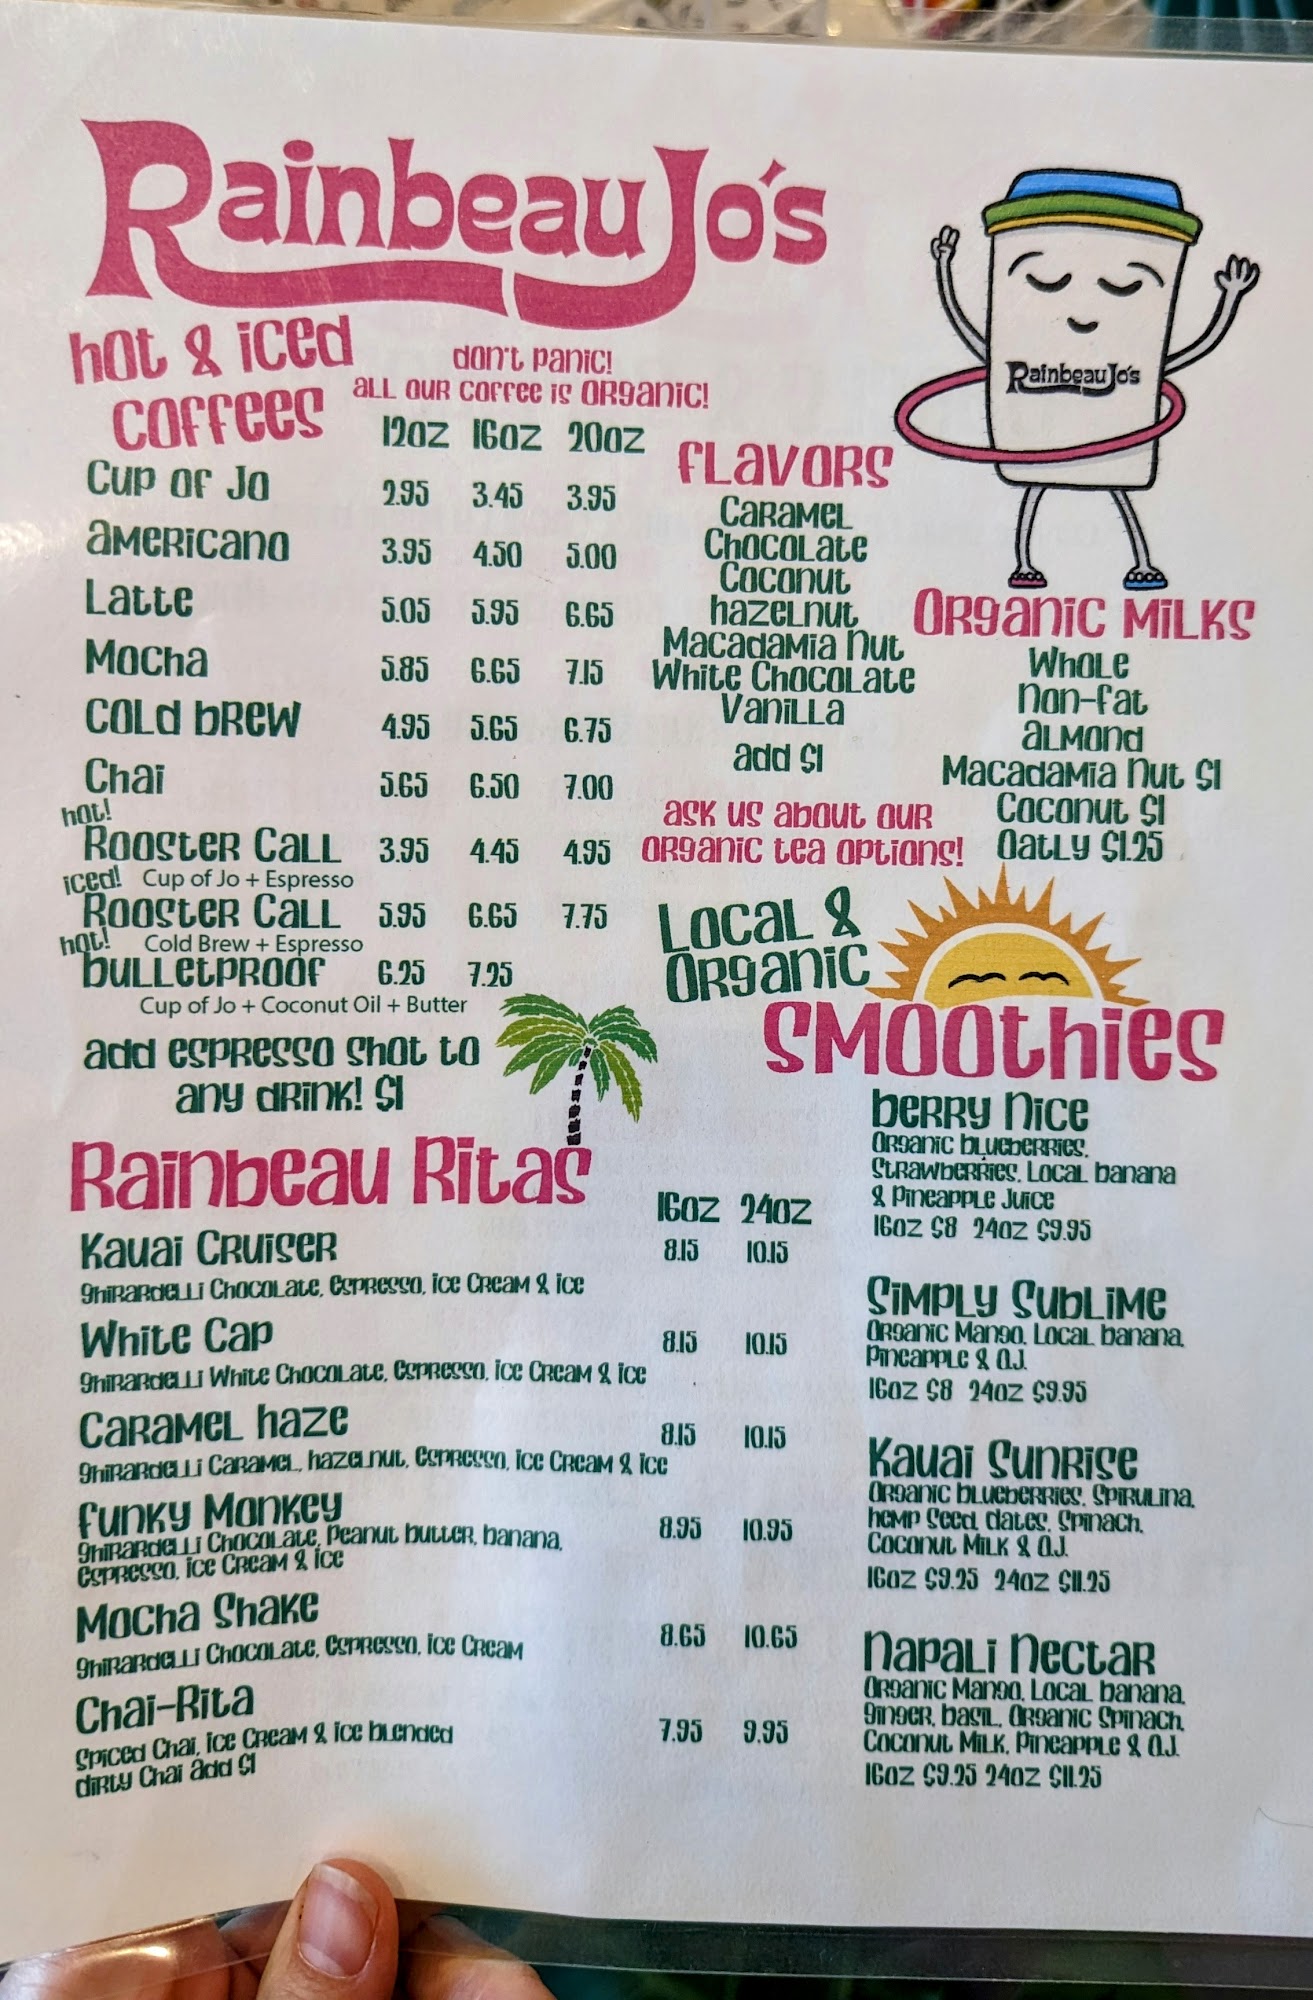 Rainbeau Jo's
Hot & Iced
Coffees
Don't Panic!
All our coffee is organic!
12oz 16oz 20oz
Cup of Jo 2.95 3.45 3.95
Americano 3.95 4.50 5.00
Latte 5.05 5.95 6.65
Mocha 5.85 6.65 7.15
Cold Brew 4.95 5.65 6.75
Chai 5.65 6.50 7.00
Hot!
Rooster Call 3.95 4.45 4.95
Iced! Cup of Jo + Espresso
Rooster Call 5.95 6.65 7.75
Hot! Cold Brew + Espresso
Bulletproof 6.25 7.25
Cup of Jo + Coconut Oil + Butter
Add espresso shot to
any drink! $1
Flavors
Caramel
Chocolate
Coconut
Hazelnut
Macadamia Nut
White Chocolate
Vanilla
Add $1
Ask us about our
organic tea options!
Rainbeau Jo's
Organic Milks
Whole
Non-fat
Almond
Macadamia Nut $1
Coconut $1
Oatly $1.25
Rainbeau Ritas
16oz 24oz
Kauai Cruiser 8.15 10.15
Ghirardelli Chocolate, Espresso, Ice Cream & Ice
White Cap 8.15 10.15
Ghirardelli White Chocolate, Espresso, Ice Cream & Ice
Caramel Haze 8.15 10.15
Ghirardelli Caramel, Hazelnut, Espresso, Ice Cream & Ice
Funky Monkey 8.95 10.95
Ghirardelli Chocolate, Peanut Butter, Banana,
Espresso, Ice Cream & Ice
Mocha Shake 8.65 10.65
Ghirardelli Chocolate, Espresso, Ice Cream
Chai-Rita 7.95 9.95
Spiced Chai, Ice Cream & Ice Blended
Dirty Chai Add $1
Local &
Organic
Smoothies
Berry Nice
Organic Blueberries,
Strawberries, Local Banana
& Pineapple Juice
16oz $8 24oz $9.95
Simply Sublime
Organic Mango, Local Banana,
Pineapple & O.J.
16oz $8 24oz $9.95
Kauai Sunrise
Organic Blueberries, Spirulina,
Hemp Seed, Dates, Spinach,
Coconut Milk & O.J.
16oz $9.25 24oz $11.25
Napali Nectar
Organic Mango, Local Banana,
Ginger, Basil, Organic Spinach,
Coconut Milk, Pineapple & O.J.
16oz $9.25 24oz $11.25